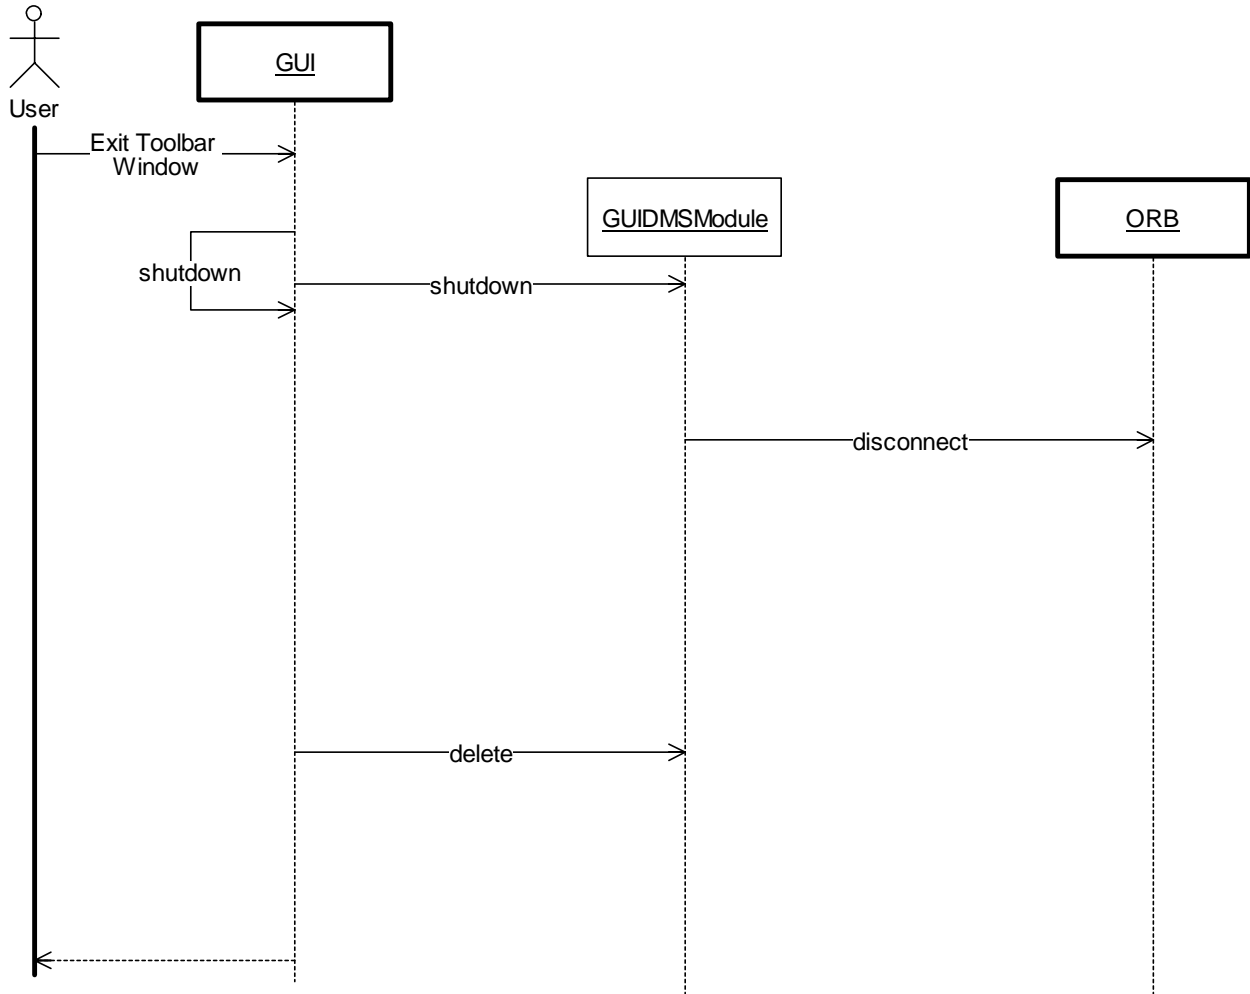 GUI
User
Exit Toolbar
Window
GUIDMSModule
ORB
shutdown
shutdown
disconnect
delete